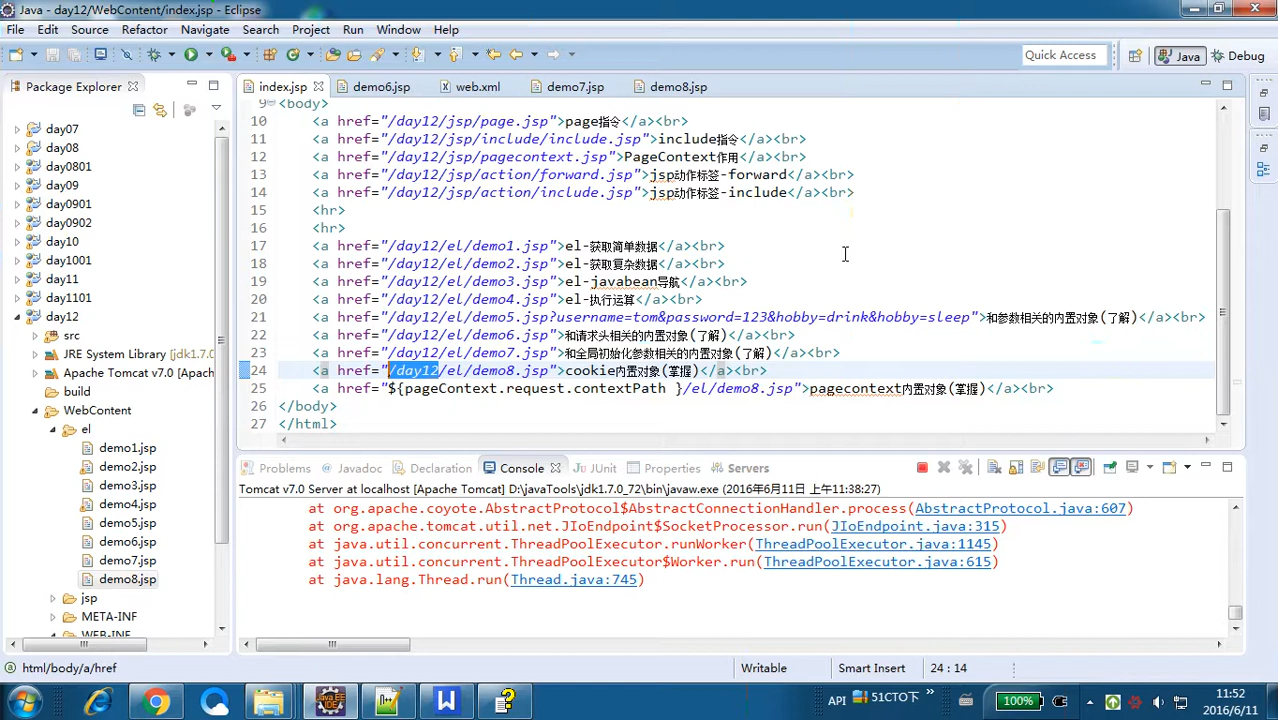 Java - day12/WebContent/index.jsp - Eclipse
File Edit Source Refactor Navigate Search Project Run Window Help
Quick Access Java Debug
Package Explorer
index.jsp demo6.jsp web.xml demo7.jsp demo8.jsp
day07
day08
day0801
day09
day0901
day0902
day10
day1001
day11
day1101
day12
src
JRE System Library [jdk1.7.0
Apache Tomcat v7.0 [Apache
build
WebContent
el
demo1.jsp
demo2.jsp
demo3.jsp
demo4.jsp
demo5.jsp
demo6.jsp
demo7.jsp
demo8.jsp
jsp
META-INF
WEB-INF
9 <body>
10 <a href="/day12/jsp/page.jsp">page指令</a><br>
11 <a href="/day12/jsp/include/include.jsp">include指令</a><br>
12 <a href="/day12/jsp/pagecontext.jsp">PageContext作用</a><br>
13 <a href="/day12/jsp/action/forward.jsp">jsp动作标签-forward</a><br>
14 <a href="/day12/jsp/action/include.jsp">jsp动作标签-include</a><br>
15 <hr>
16 <hr>
17 <a href="/day12/el/demo1.jsp">el-获取简单数据</a><br>
18 <a href="/day12/el/demo2.jsp">el-获取复杂数据</a><br>
19 <a href="/day12/el/demo3.jsp">el-javabean导航</a><br>
20 <a href="/day12/el/demo4.jsp">el-执行运算</a><br>
21 <a href="/day12/el/demo5.jsp?username=tom&password=123&hobby=drink&hobby=sleep">和参数相关的内置对象(了解)</a><br>
22 <a href="/day12/el/demo6.jsp">和请求头相关的内置对象(了解)</a><br>
23 <a href="/day12/el/demo7.jsp">和全局初始化参数相关的内置对象(了解)</a><br>
24 <a href="/day12/el/demo8.jsp">cookie内置对象(掌握)</a><br>
25 <a href="${pageContext.request.contextPath }/el/demo8.jsp">pagecontext内置对象(掌握)</a><br>
26 </body>
27 </html>
Problems Javadoc Declaration Console JUnit Properties Servers
Tomcat v7.0 Server at localhost [Apache Tomcat] D:\javaTools\jdk1.7.0_72\bin\javaw.exe (2016年6月11日 上午11:38:27)
at org.apache.coyote.AbstractProtocol$AbstractConnectionHandler.process(AbstractProtocol.java:607)
at org.apache.tomcat.util.net.JIoEndpoint$SocketProcessor.run(JIoEndpoint.java:315)
at java.util.concurrent.ThreadPoolExecutor.runWorker(ThreadPoolExecutor.java:1145)
at java.util.concurrent.ThreadPoolExecutor$Worker.run(ThreadPoolExecutor.java:615)
at java.lang.Thread.run(Thread.java:745)
html/body/a/href Writable Smart Insert 24 : 14
API 51CTO下 100% 11:52
2016/6/11